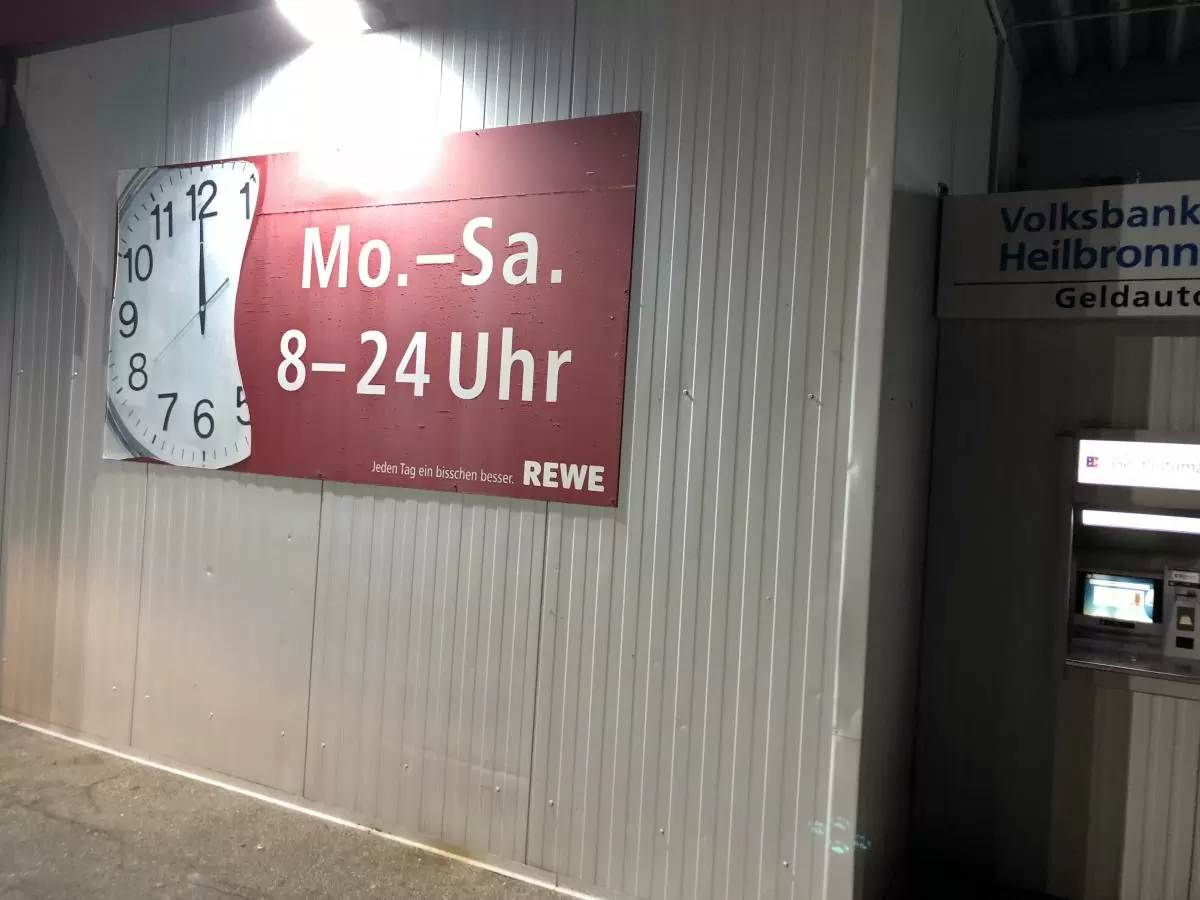 12
1
11
10
9
8
7
6
5
Mo.–Sa.
8–24 Uhr
Jeden Tag ein bisschen besser. REWE
Volksbank
Heilbronn
Geldauto